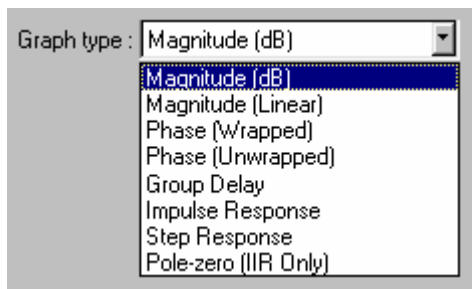 Graph type : Magnitude (dB)
Magnitude (dB)
Magnitude (Linear)
Phase (Wrapped)
Phase (Unwrapped)
Group Delay
Impulse Response
Step Response
Pole-zero (IIR Only)